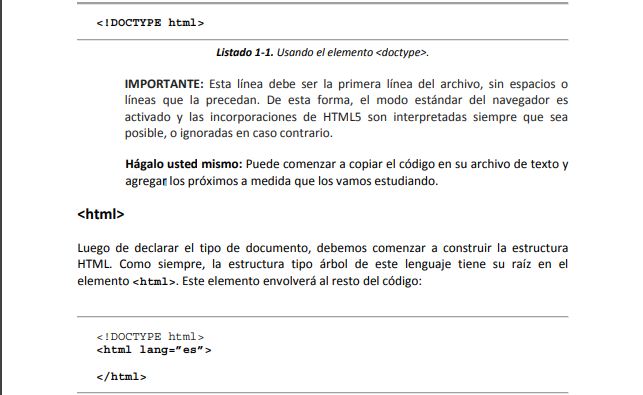 <!DOCTYPE html>
Listado 1-1. Usando el elemento <doctype>.
IMPORTANTE: Esta línea debe ser la primera línea del archivo, sin espacios o
líneas que la precedan. De esta forma, el modo estándar del navegador es
activado y las incorporaciones de HTML5 son interpretadas siempre que sea
posible, o ignoradas en caso contrario.
Hágalo usted mismo: Puede comenzar a copiar el código en su archivo de texto y
agregar los próximos a medida que los vamos estudiando.
<html>
Luego de declarar el tipo de documento, debemos comenzar a construir la estructura
HTML. Como siempre, la estructura tipo árbol de este lenguaje tiene su raíz en el
elemento <html>. Este elemento envolverá al resto del código:
<!DOCTYPE html>
<html lang=”es”>
</html>